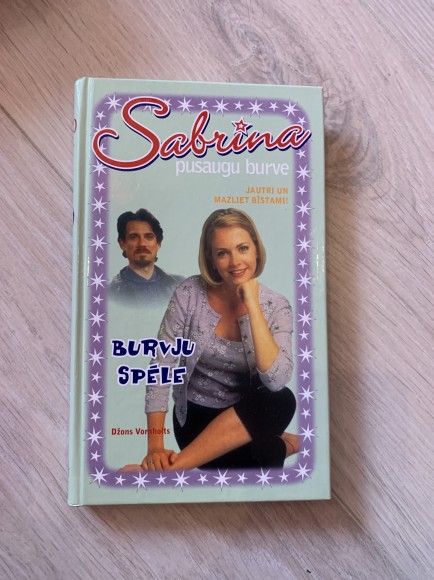 Sabrina
pusaugu burve
JAUTRI UN
MAZLIET BĪSTAMI!
BURVJU
SPĒLE
Džons Vornholts